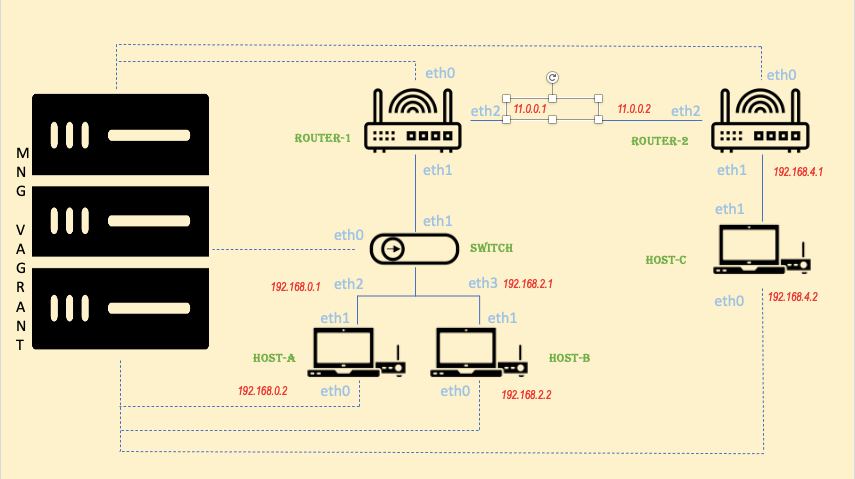 eth0
eth0
eth2
11.0.0.1
11.0.0.2
eth2
ROUTER-1
ROUTER-2
MNG VAGRANT
eth1
eth1
192.168.4.1
eth1
eth1
eth0
SWITCH
HOST-C
192.168.0.1
eth2
eth3
192.168.2.1
eth0
192.168.4.2
eth1
eth1
HOST-A
HOST-B
192.168.0.2
eth0
eth0
192.168.2.2